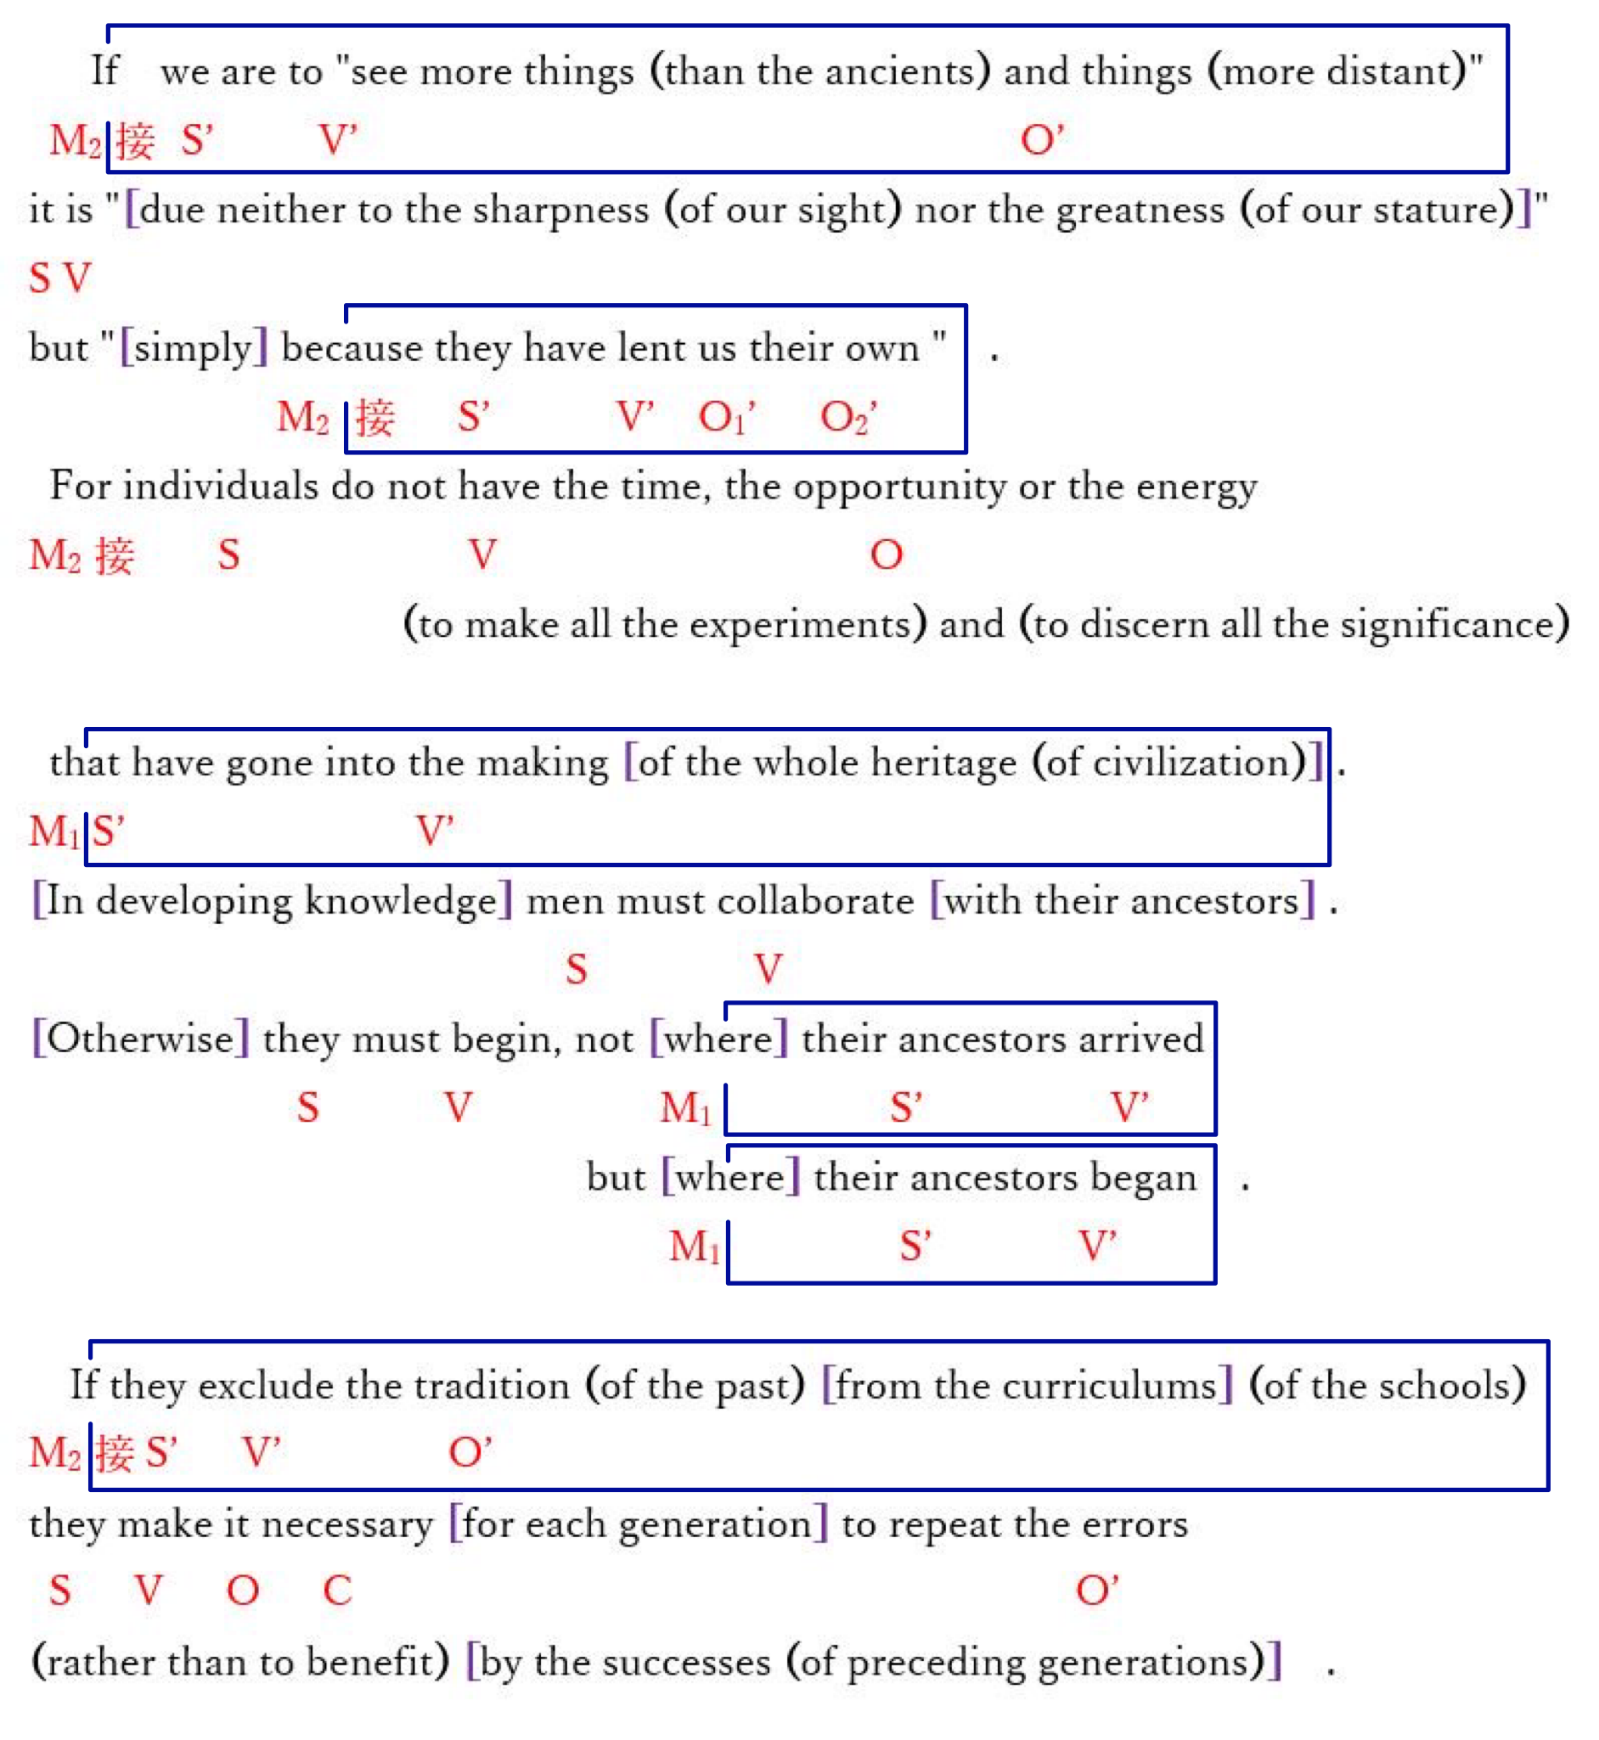 If we are to "see more things (than the ancients) and things (more distant)"
M₂ 接 S’ V’ O’
it is "[due neither to the sharpness (of our sight) nor the greatness (of our stature)]"
S V
but "[simply] because they have lent us their own " .
M₂ 接 S’ V’ O₁’ O₂’
For individuals do not have the time, the opportunity or the energy
M₂ 接 S V O
(to make all the experiments) and (to discern all the significance)
that have gone into the making [of the whole heritage (of civilization)] .
M₁ S’ V’
[In developing knowledge] men must collaborate [with their ancestors] .
S V
[Otherwise] they must begin, not [where] their ancestors arrived
S V M₁ S’ V’
but [where] their ancestors began .
M₁ S’ V’
If they exclude the tradition (of the past) [from the curriculums] (of the schools)
M₂ 接 S’ V’ O’
they make it necessary [for each generation] to repeat the errors
S V O C O’
(rather than to benefit) [by the successes (of preceding generations)] .